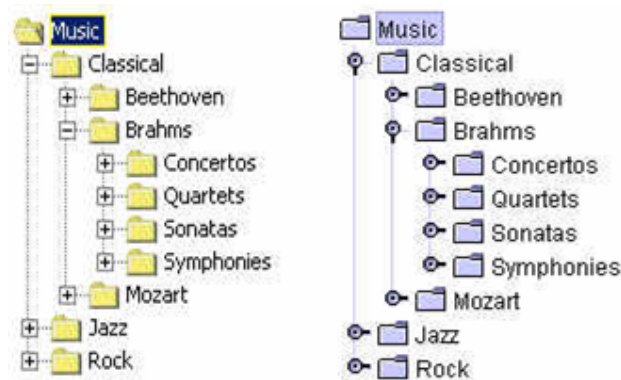 Music
Classical
Beethoven
Brahms
Concertos
Quartets
Sonatas
Symphonies
Mozart
Jazz
Rock
Music
Classical
Beethoven
Brahms
Concertos
Quartets
Sonatas
Symphonies
Mozart
Jazz
Rock